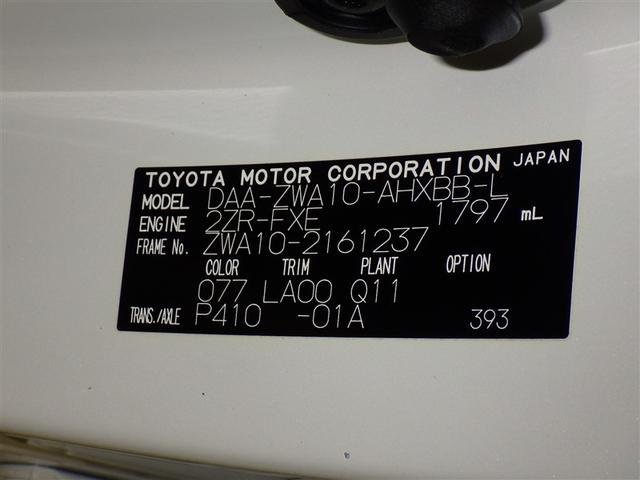 TOYOTA MOTOR CORPORATION JAPAN
MODEL DAA-ZWA10-AHXBB-L
ENGINE 2ZR-FXE 1797 mL
FRAME No. ZWA10-2161237
COLOR TRIM PLANT OPTION
077 LA00 Q11
TRANS./AXLE P410 -01A 393